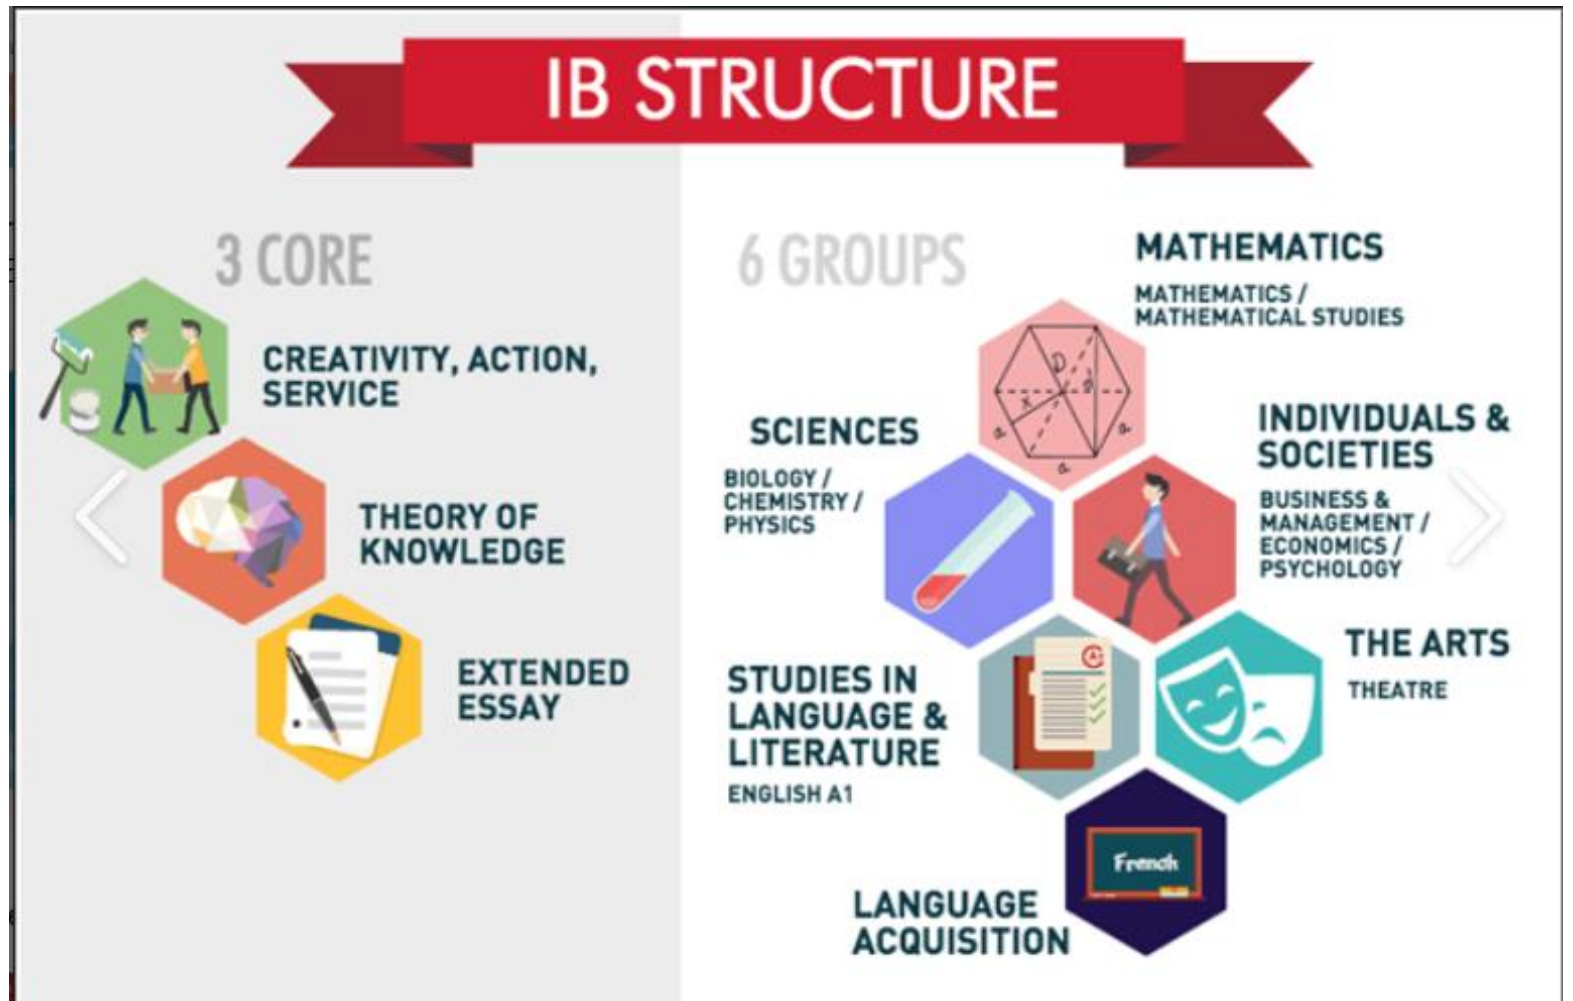 IB STRUCTURE
3 CORE
CREATIVITY, ACTION,
SERVICE
THEORY OF
KNOWLEDGE
EXTENDED
ESSAY
6 GROUPS
MATHEMATICS
MATHEMATICS /
MATHEMATICAL STUDIES
D
d
x
a
a
a
SCIENCES
BIOLOGY /
CHEMISTRY /
PHYSICS
INDIVIDUALS &
SOCIETIES
BUSINESS &
MANAGEMENT /
ECONOMICS /
PSYCHOLOGY
STUDIES IN
LANGUAGE &
LITERATURE
ENGLISH A1
A
THE ARTS
THEATRE
French
LANGUAGE
ACQUISITION